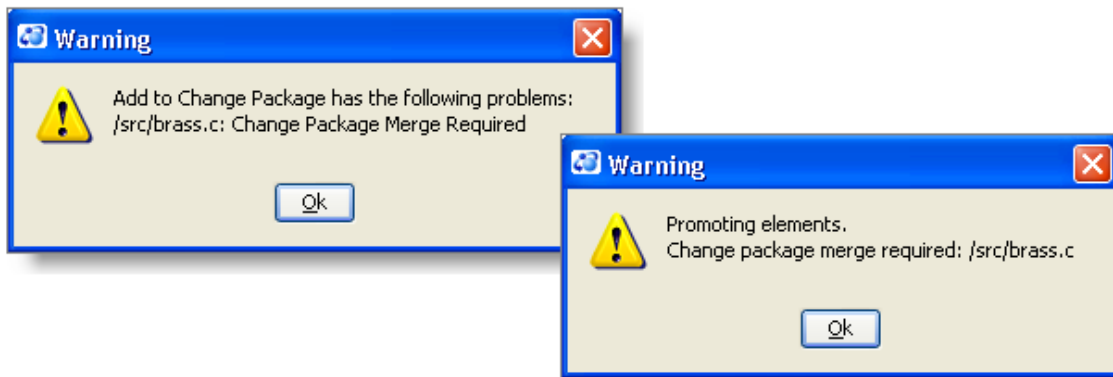 Warning
Add to Change Package has the following problems:
/src/brass.c: Change Package Merge Required
Ok
Warning
Promoting elements.
Change package merge required: /src/brass.c
Ok